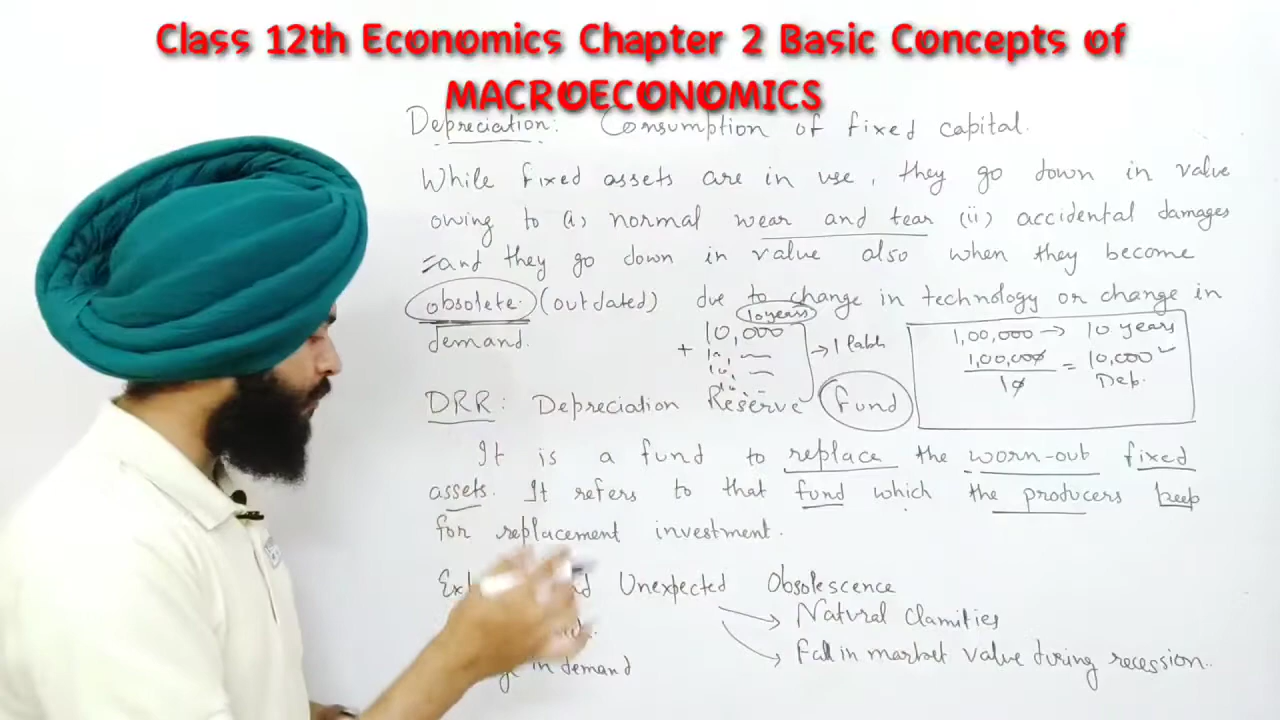 Class 12th Economics Chapter 2 Basic Concepts of
MACROECONOMICS
Depreciation: Consumption of fixed capital.
While fixed assets are in use, they go down in value
owing to (i) normal wear and tear (ii) accidental damages
and they go down in value also when they become
obsolete (outdated) due to change in technology or change in
demand.
10 years
10,000
+
→ 1 lakh
1,00,000 → 10 years
1,00,000 / 10 = 10,000
Dep.
DRR: Depreciation Reserve Fund
It is a fund to replace the worn-out fixed
assets. It refers to that fund which the producers keep
for replacement investment.
Unexpected Obsolescence
→ Natural Clamities
→ Fall in market value during recession..
in demand